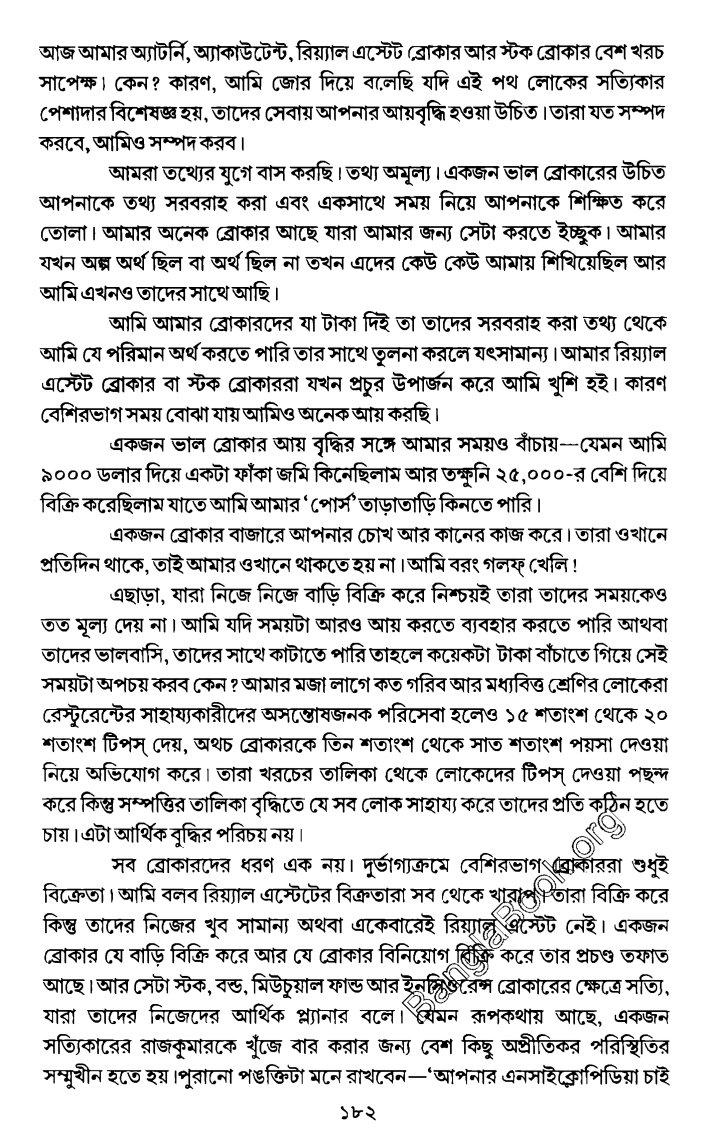 আজ আমার অ্যাটর্নি, অ্যাকাউটেন্ট, রিয়্যাল এস্টেট ব্রোকার আর স্টক ব্রোকার বেশ খরচ
সাপেক্ষ। কেন? কারণ, আমি জোর দিয়ে বলেছি যদি এই পথ লোকের সত্যিকার
পেশাদার বিশেষজ্ঞ হয়, তাদের সেবায় আপনার আয়বৃদ্ধি হওয়া উচিত। তারা যত সম্পদ
করবে, আমিও সম্পদ করব।
আমরা তথ্যের যুগে বাস করছি। তথ্য অমূল্য। একজন ভাল ব্রোকারের উচিত
আপনাকে তথ্য সরবরাহ করা এবং একসাথে সময় নিয়ে আপনাকে শিক্ষিত করে
তোলা। আমার অনেক ব্রোকার আছে যারা আমার জন্য সেটা করতে ইচ্ছুক। আমার
যখন অল্প অর্থ ছিল বা অর্থ ছিল না তখন এদের কেউ কেউ আমায় শিখিয়েছিল আর
আমি এখনও তাদের সাথে আছি।
আমি আমার ব্রোকারদের যা টাকা দিই তা তাদের সরবরাহ করা তথ্য থেকে
আমি যে পরিমান অর্থ করতে পারি তার সাথে তুলনা করলে যৎসামান্য। আমার রিয়্যাল
এস্টেট ব্রোকার বা স্টক ব্রোকাররা যখন প্রচুর উপার্জন করে আমি খুশি হই। কারণ
বেশিরভাগ সময় বোঝা যায় আমিও অনেক আয় করছি।
একজন ভাল ব্রোকার আয় বৃদ্ধির সঙ্গে আমার সময়ও বাঁচায়—যেমন আমি
৯০০০ ডলার দিয়ে একটা ফাঁকা জমি কিনেছিলাম আর তক্ষুনি ২৫,০০০-র বেশি দিয়ে
বিক্রি করেছিলাম যাতে আমি আমার ‘পোর্স’ তাড়াতাড়ি কিনতে পারি।
একজন ব্রোকার বাজারে আপনার চোখ আর কানের কাজ করে। তারা ওখানে
প্রতিদিন থাকে, তাই আমার ওখানে থাকতে হয় না। আমি বরং গলফ্ খেলি!
এছাড়া, যারা নিজে নিজে বাড়ি বিক্রি করে নিশ্চয়ই তারা তাদের সময়কেও
তত মূল্য দেয় না। আমি যদি সময়টা আরও আয় করতে ব্যবহার করতে পারি আথবা
তাদের ভালবাসি, তাদের সাথে কাটাতে পারি তাহলে কয়েকটা টাকা বাঁচাতে গিয়ে সেই
সময়টা অপচয় করব কেন? আমার মজা লাগে কত গরিব আর মধ্যবিত্ত শ্রেণির লোকেরা
রেস্টুরেন্টের সাহায্যকারীদের অসন্তোষজনক পরিসেবা হলেও ১৫ শতাংশ থেকে ২০
শতাংশ টিপস্ দেয়, অথচ ব্রোকারকে তিন শতাংশ থেকে সাত শতাংশ পয়সা দেওয়া
নিয়ে অভিযোগ করে। তারা খরচের তালিকা থেকে লোকেদের টিপস্ দেওয়া পছন্দ
করে কিন্তু সম্পত্তির তালিকা বৃদ্ধিতে যে সব লোক সাহায্য করে তাদের প্রতি কঠিন হতে
চায়। এটা আর্থিক বুদ্ধির পরিচয় নয়।
সব ব্রোকারদের ধরণ এক নয়। দুর্ভাগ্যক্রমে বেশিরভাগ ব্রোকাররা শুধুই
বিক্রেতা। আমি বলব রিয়্যাল এস্টেটের বিক্রতারা সব থেকে খারাপ। তারা বিক্রি করে
কিন্তু তাদের নিজের খুব সামান্য অথবা একেবারেই রিয়্যাল এস্টেট নেই। একজন
ব্রোকার যে বাড়ি বিক্রি করে আর যে ব্রোকার বিনিয়োগ বিক্রি করে তার প্রচণ্ড তফাত
আছে। আর সেটা স্টক, বন্ড, মিউচুয়াল ফান্ড আর ইনসিওরেন্স ব্রোকারের ক্ষেত্রে সত্যি,
যারা তাদের নিজেদের আর্থিক প্ল্যানার বলে। যেমন রূপকথায় আছে, একজন
সত্যিকারের রাজকুমারকে খুঁজে বার করার জন্য বেশ কিছু অপ্রীতিকর পরিস্থিতির
সম্মুখীন হতে হয়।পুরানো পঙক্তিটা মনে রাখবেন—‘আপনার এনসাইক্লোপিডিয়া চাই
১৮২
BanglaBook.org